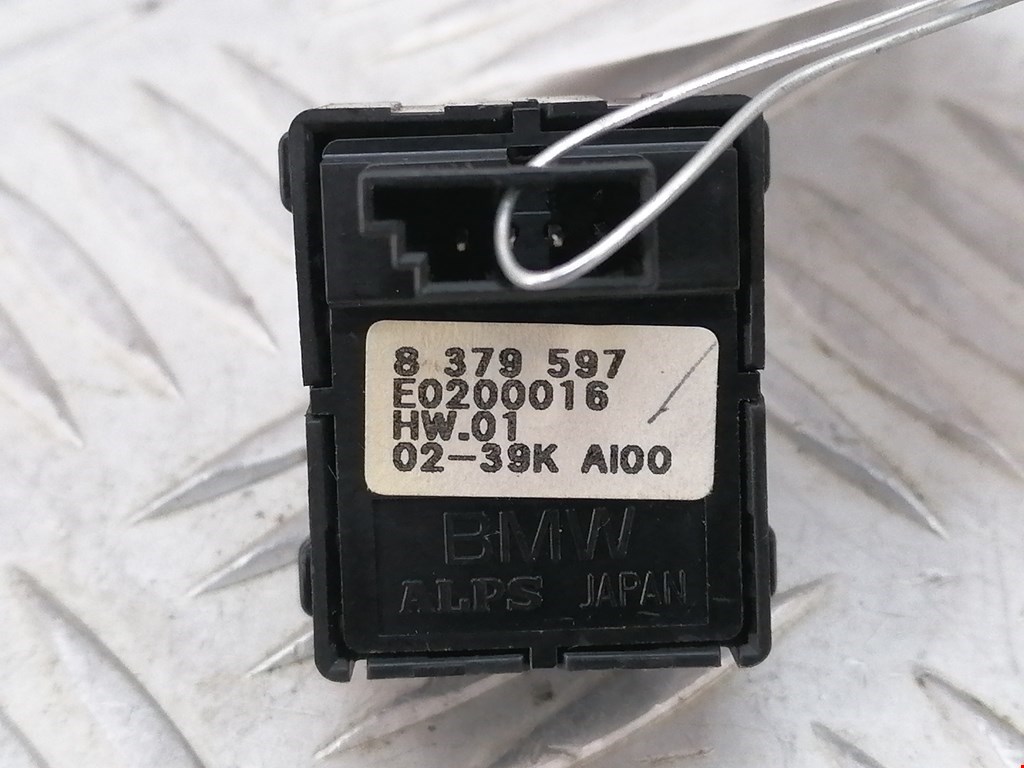 8 379 597
E0200016
HW.01
02-39K AI00
BMW
ALPS JAPAN